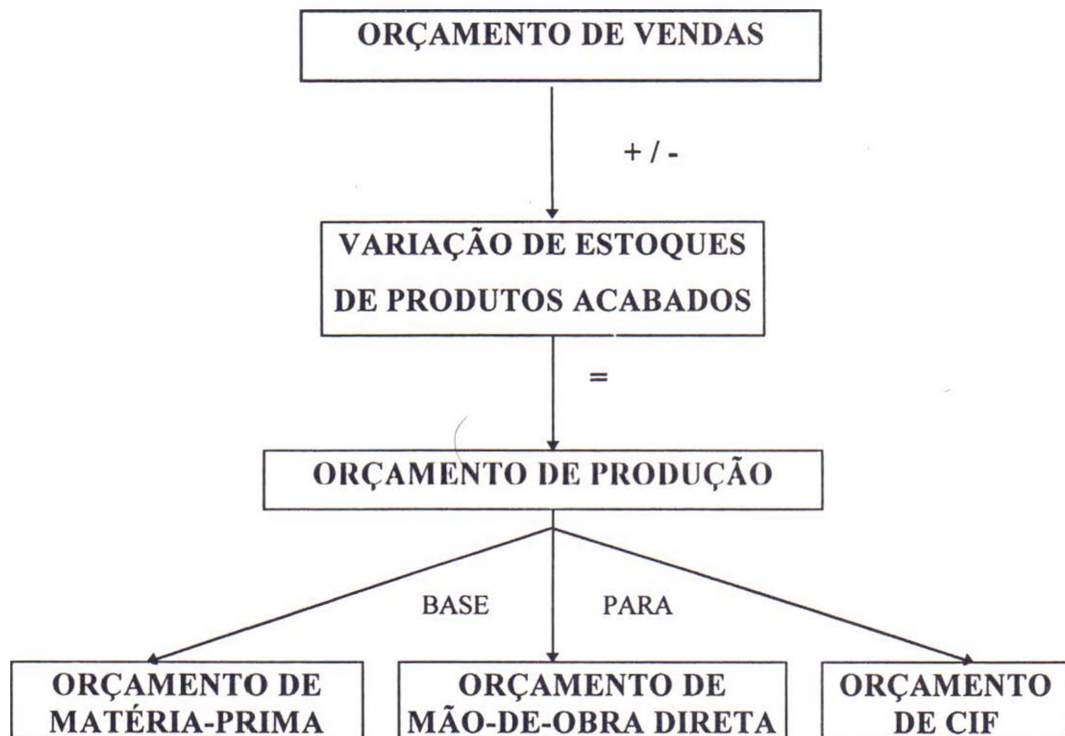 ORÇAMENTO DE VENDAS
+ / -
VARIAÇÃO DE ESTOQUES
DE PRODUTOS ACABADOS
=
ORÇAMENTO DE PRODUÇÃO
BASE PARA
ORÇAMENTO DE
MATÉRIA-PRIMA
ORÇAMENTO DE
MÃO-DE-OBRA DIRETA
ORÇAMENTO
DE CIF